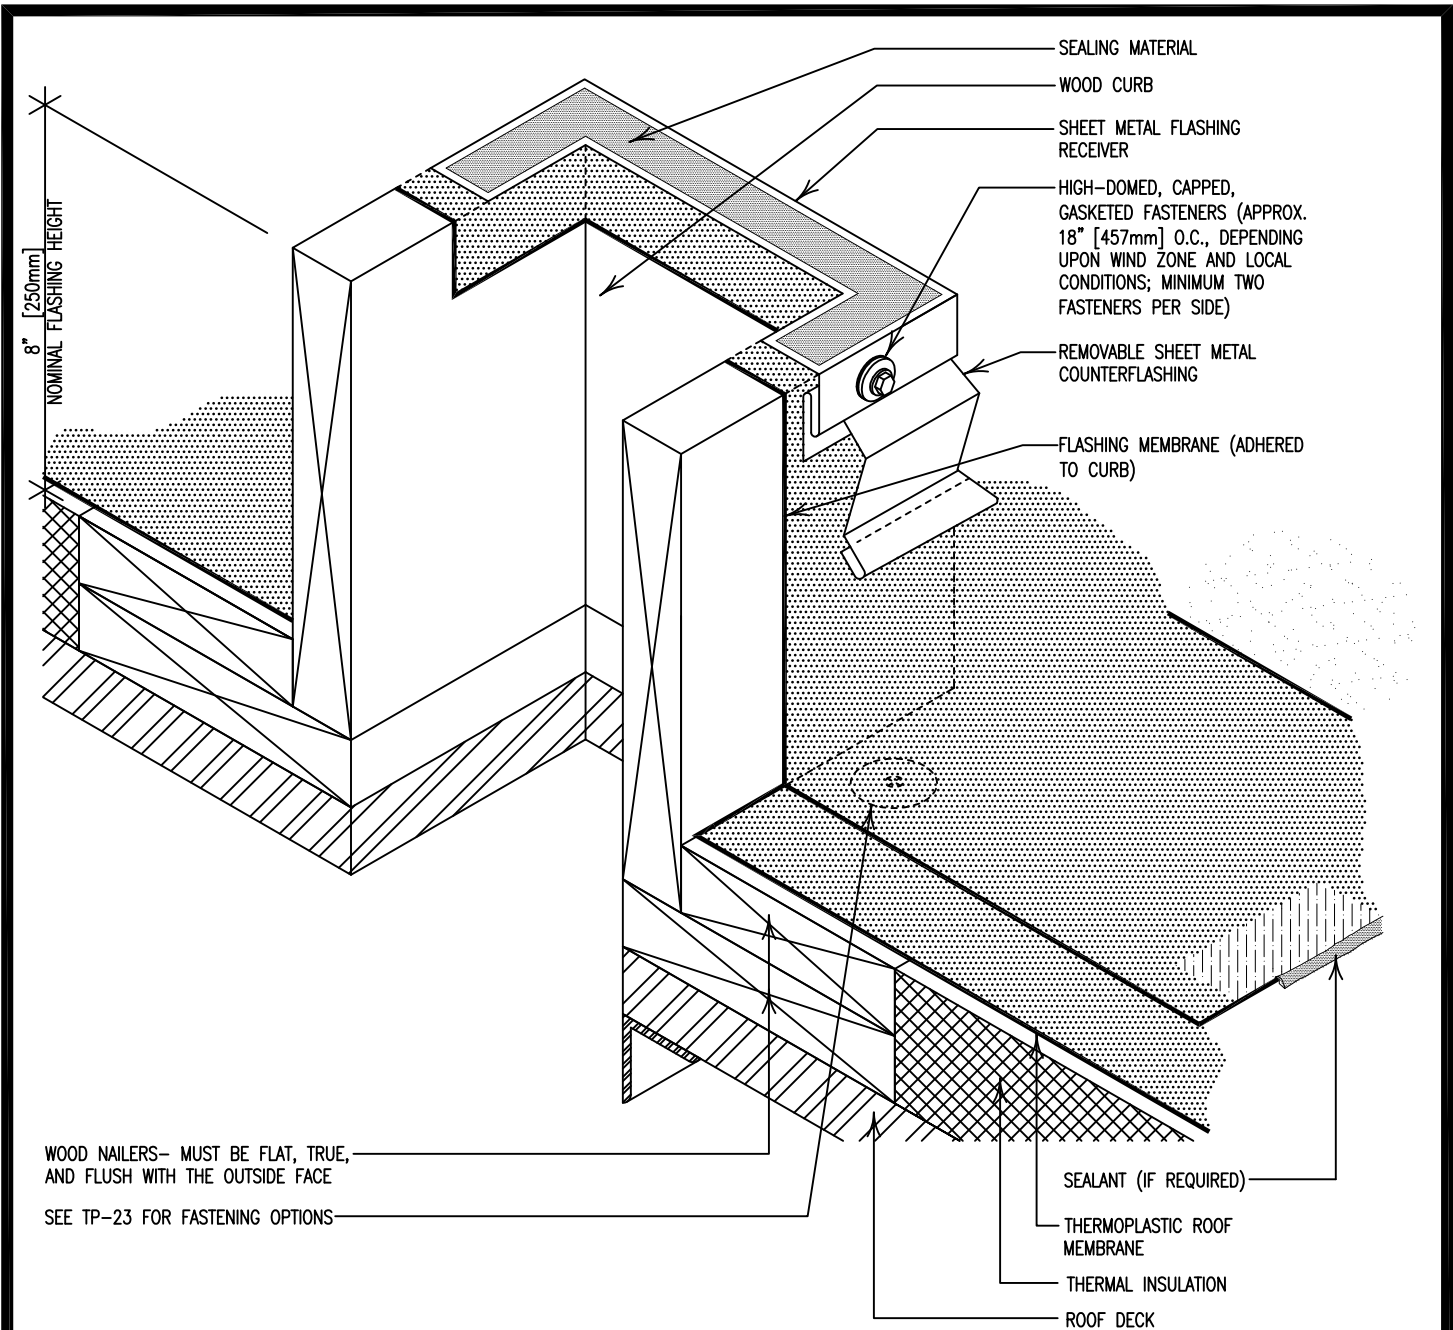 SEALING MATERIAL
WOOD CURB
SHEET METAL FLASHING
RECEIVER
HIGH-DOMED, CAPPED,
GASKETED FASTENERS (APPROX.
18" [457mm] O.C., DEPENDING
UPON WIND ZONE AND LOCAL
CONDITIONS; MINIMUM TWO
FASTENERS PER SIDE)
REMOVABLE SHEET METAL
COUNTERFLASHING
FLASHING MEMBRANE (ADHERED
TO CURB)
8" [250mm]
NOMINAL FLASHING HEIGHT
WOOD NAILERS- MUST BE FLAT, TRUE,
AND FLUSH WITH THE OUTSIDE FACE
SEE TP-23 FOR FASTENING OPTIONS
SEALANT (IF REQUIRED)
THERMOPLASTIC ROOF
MEMBRANE
THERMAL INSULATION
ROOF DECK